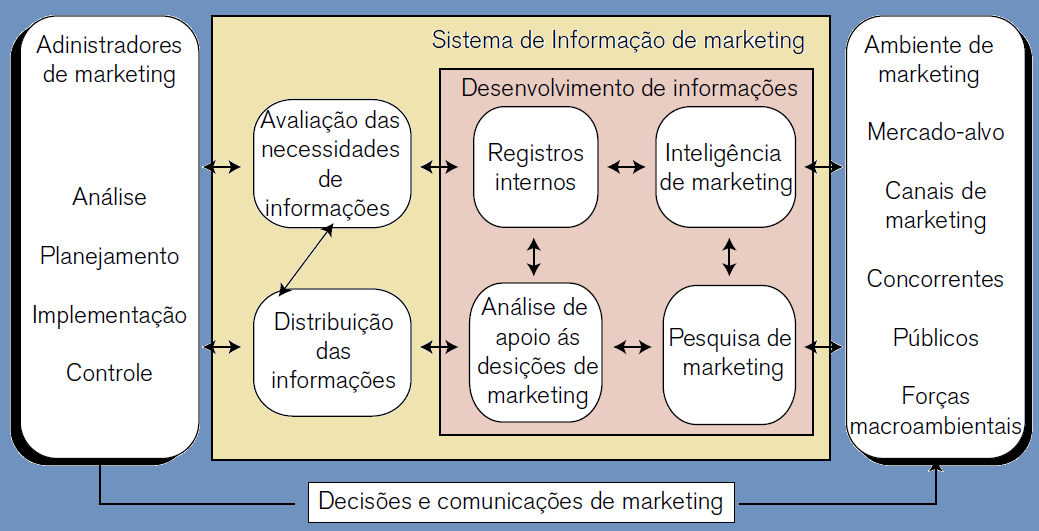 Adinistradores
de marketing
Análise
Planejamento
Implementação
Controle
Sistema de Informação de marketing
Avaliação das
necessidades
de
informações
Distribuição
das
informações
Desenvolvimento de informações
Registros
internos
Inteligência
de marketing
Análise de
apoio ás
desições de
marketing
Pesquisa de
marketing
Ambiente de
marketing
Mercado-alvo
Canais de
marketing
Concorrentes
Públicos
Forças
macroambientais
Decisões e comunicações de marketing